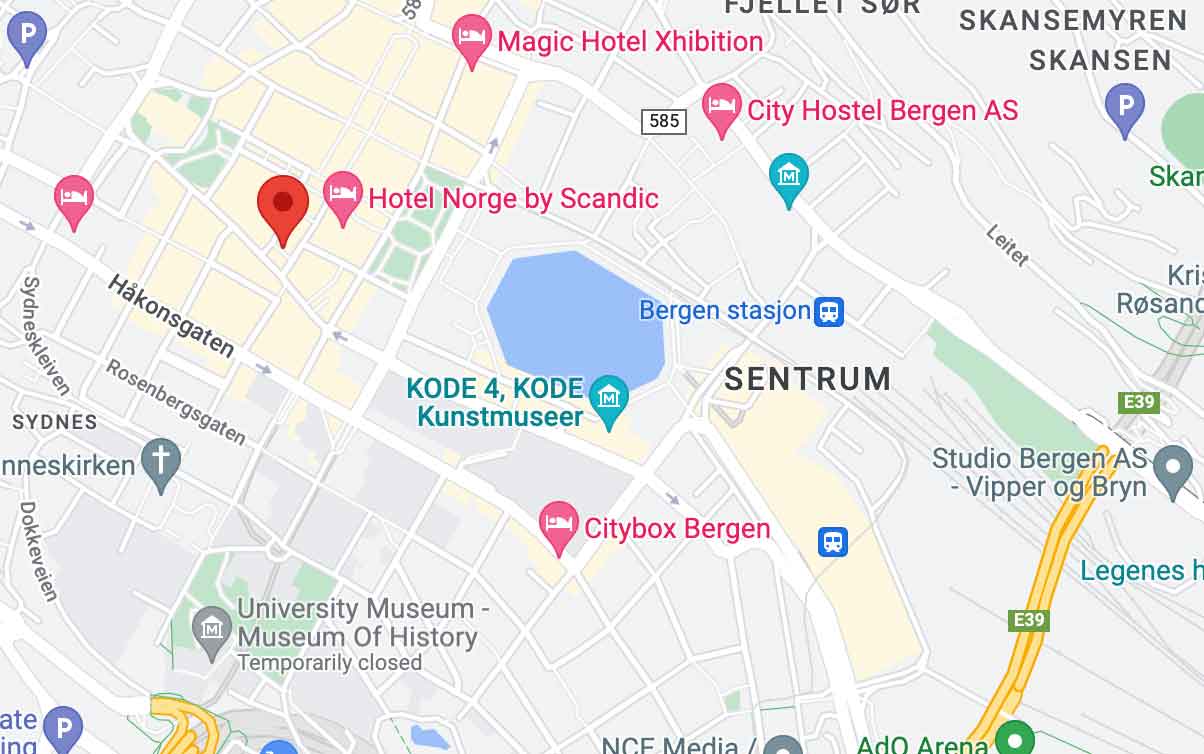 FJELLET SØR
SKANSEMYREN
SKANSEN
P
58
Magic Hotel Xhibition
P
585
City Hostel Bergen AS
M
Skan
Hotel Norge by Scandic
Leitet
Kris
Røsand
Bergen stasjon
Håkonsgaten
Sydneskleiven
Rosenbergsgaten
KODE 4, KODE
Kunstmuseer
M
SENTRUM
E39
SYDNES
nneskirken
Studio Bergen AS
- Vipper og Bryn
Dokkeveien
Citybox Bergen
Legenes h
University Museum -
Museum Of History
Temporarily closed
M
E39
ate
ing
P
NCF Media /
AdO Arena